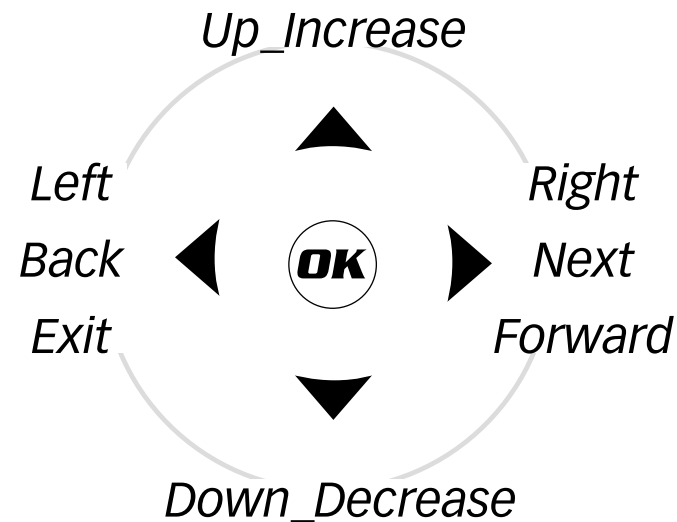 Up_Increase
Left
Right
Back
OK
Next
Exit
Forward
Down_Decrease